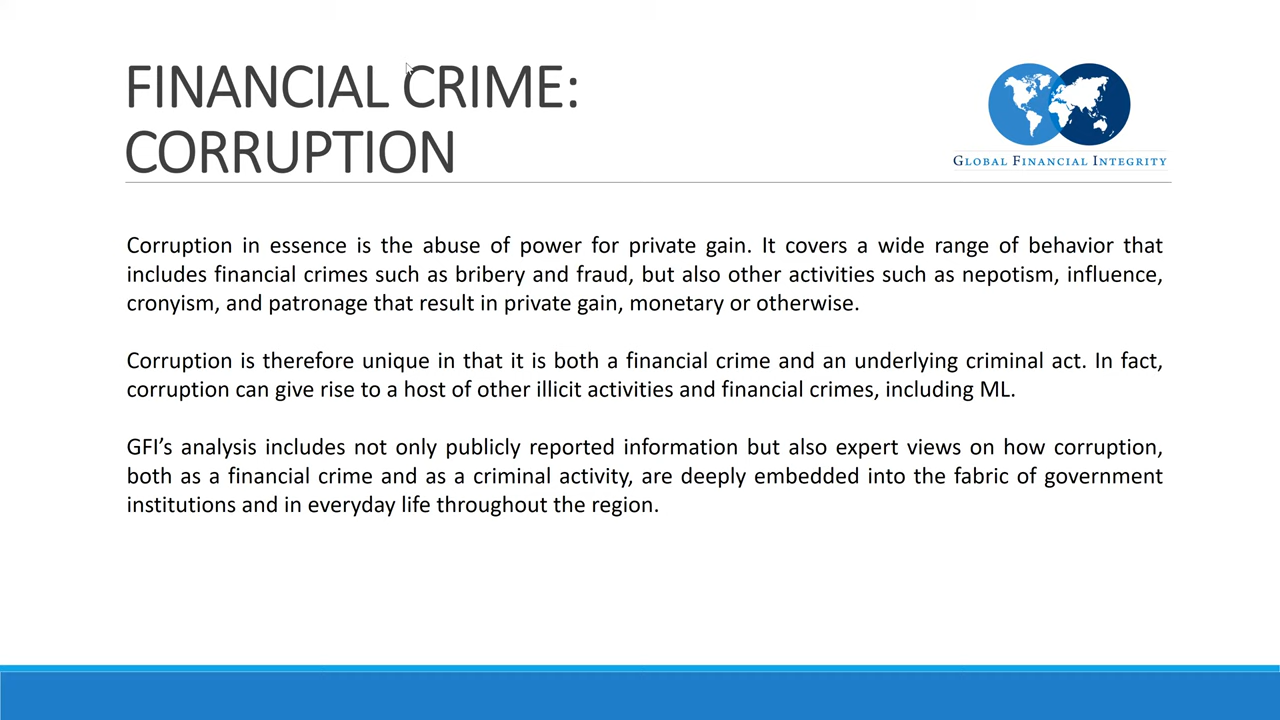 FINANCIAL CRIME:
CORRUPTION
GLOBAL FINANCIAL INTEGRITY
Corruption in essence is the abuse of power for private gain. It covers a wide range of behavior that
includes financial crimes such as bribery and fraud, but also other activities such as nepotism, influence,
cronyism, and patronage that result in private gain, monetary or otherwise.
Corruption is therefore unique in that it is both a financial crime and an underlying criminal act. In fact,
corruption can give rise to a host of other illicit activities and financial crimes, including ML.
GFI’s analysis includes not only publicly reported information but also expert views on how corruption,
both as a financial crime and as a criminal activity, are deeply embedded into the fabric of government
institutions and in everyday life throughout the region.